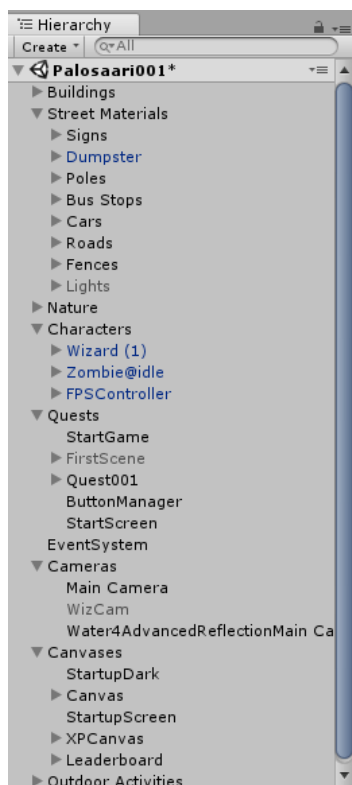 Hierarchy
Create All
Palosaari001*
Buildings
Street Materials
Signs
Dumpster
Poles
Bus Stops
Cars
Roads
Fences
Lights
Nature
Characters
Wizard (1)
Zombie@idle
FPSController
Quests
StartGame
FirstScene
Quest001
ButtonManager
StartScreen
EventSystem
Cameras
Main Camera
WizCam
Water4AdvancedReflectionMain Ca
Canvases
StartupDark
Canvas
StartupScreen
XPCanvas
Leaderboard
Outdoor Activities